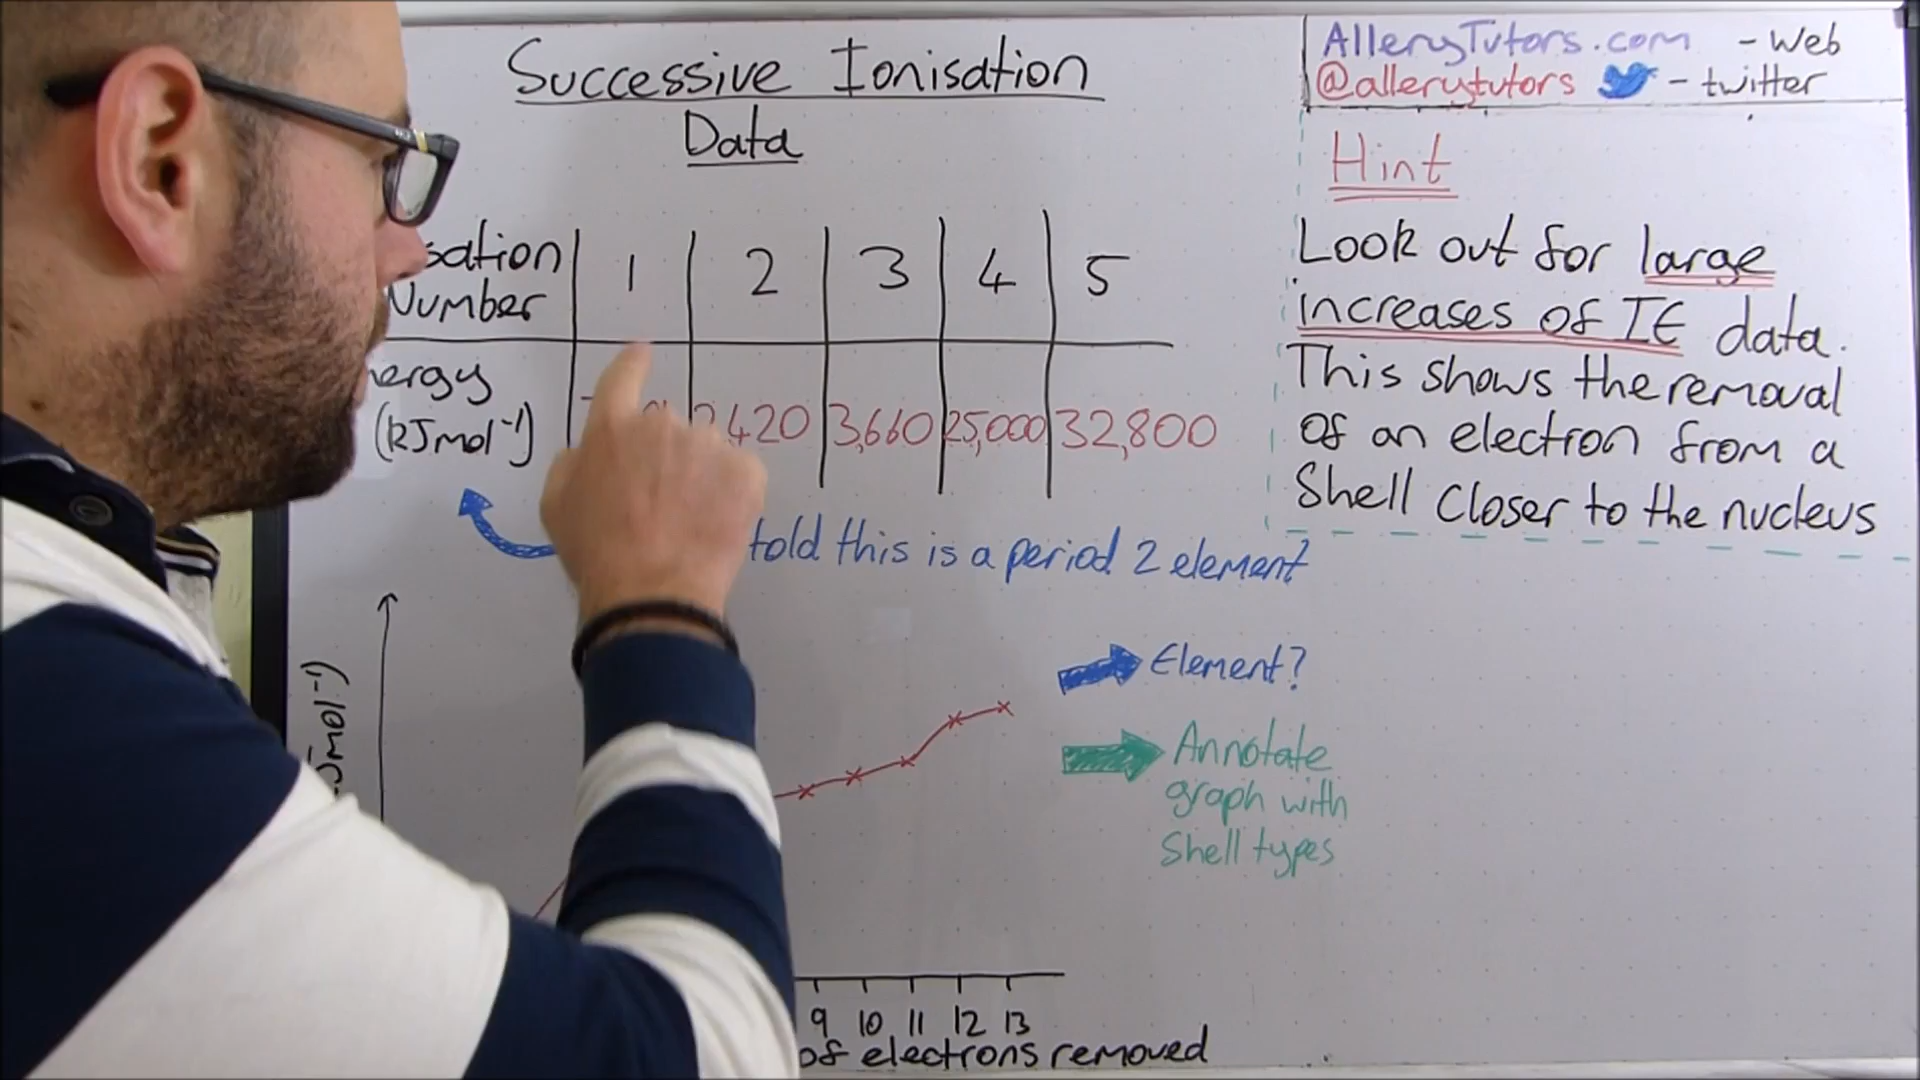 Successive Ionisation
Data
AlleryTutors.com - Web
@allerytutors - twitter
Hint
Look out for large
increases of IE data.
This shows the removal
of an electron from a
Shell closer to the nucleus
sation
Number
1 2 3 4 5
nergy
(kJmol⁻¹)
420 3,660 25,000 32,800
told this is a period 2 element?
Element?
Annotate
graph with
Shell types
Jmol⁻¹)
9 10 11 12 13
of electrons removed